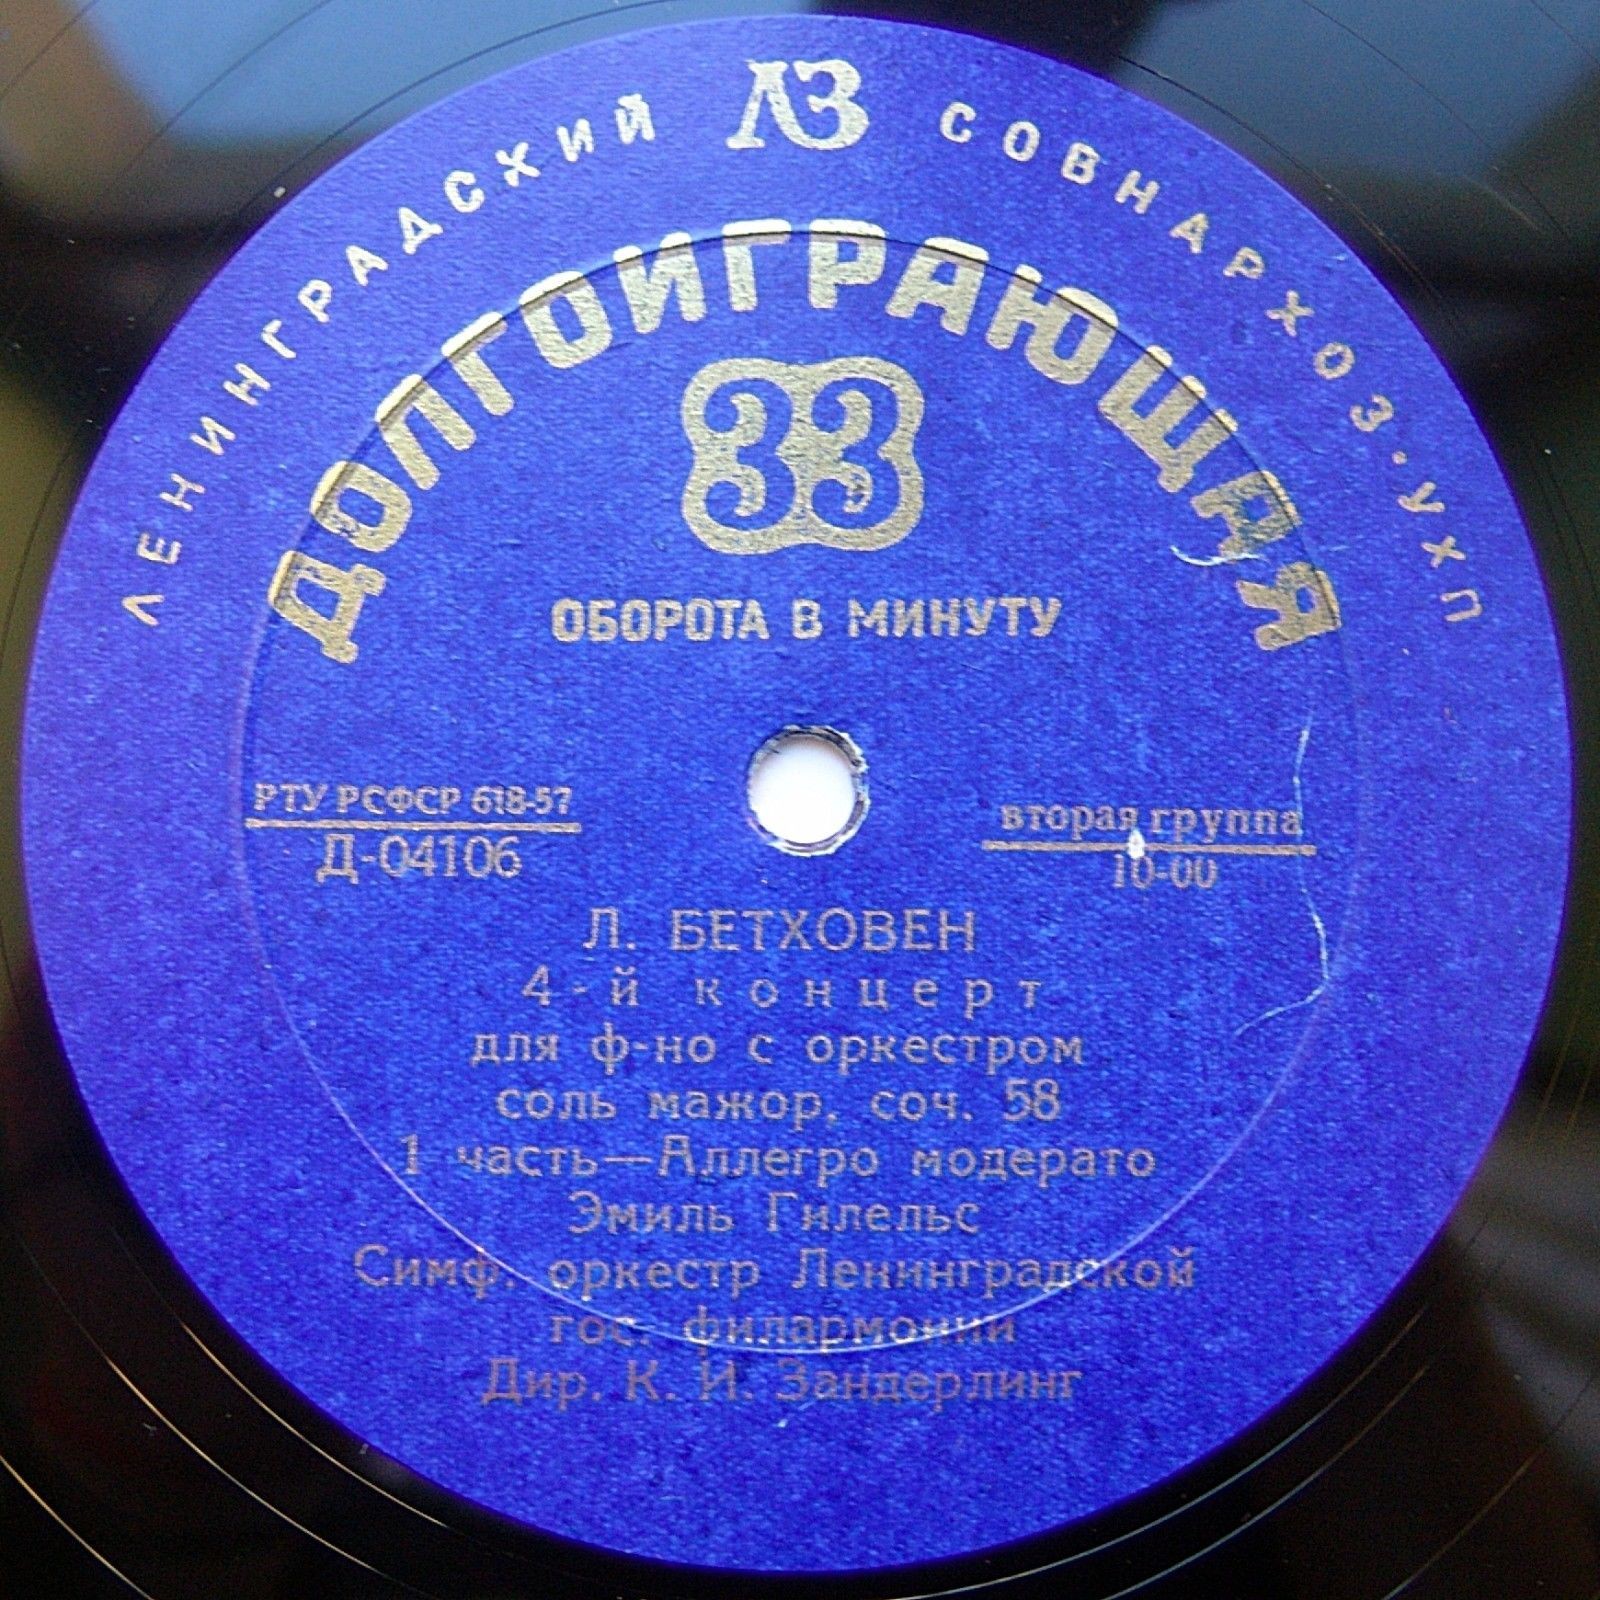 ЛЕНИНГРАДСКИЙ ЛЗ СОВНАРХОЗ·УХП
ДОЛГОИГРАЮЩАЯ
33
ОБОРОТА В МИНУТУ
РТУ РСФСР 618-57
Д-04106
вторая группа
10-00
Л. БЕТХОВЕН
4-й концерт
для ф-но с оркестром
соль мажор, соч. 58
1 часть—Аллегро модерато
Эмиль Гилельс
Симф. оркестр Ленинградской
гос. филармонии
Дир. К. И. Зандерлинг